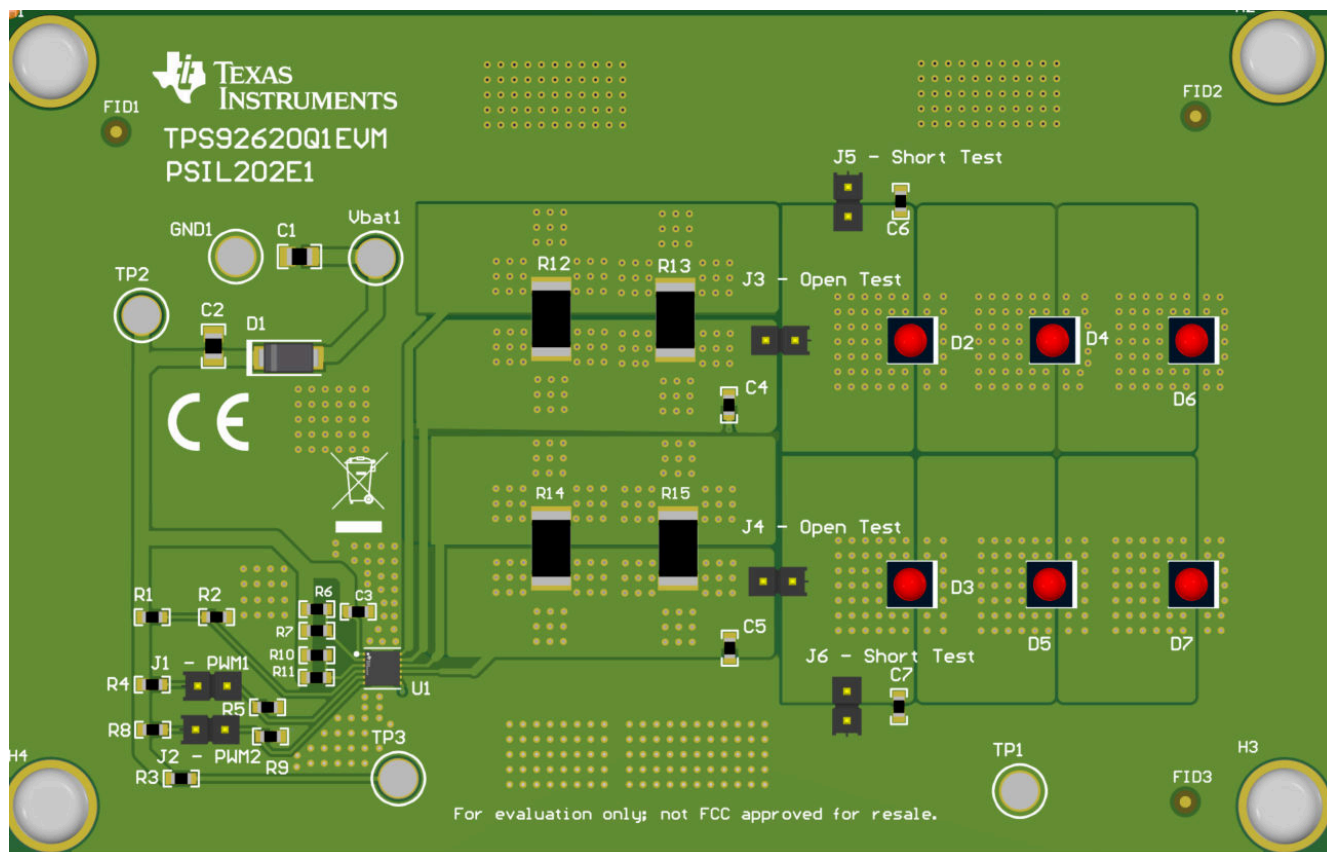 TEXAS
INSTRUMENTS
FID1
FID2
TPS92620Q1EVM
PSIL202E1
J5 - Short Test
C6
Vbat1
GND1
C1
TP2
R12
R13
J3 - Open Test
C2
D1
D2
D4
D6
C4
CE
R14
R15
J4 - Open Test
D3
R6
C3
R1
R2
R7
C5
D5
D7
R10
J1 - PWM1
J6 - Short Test
R11
C7
R4
U1
R5
R8
TP3
J2 - PWM2
R9
TP1
H4
H3
R3
FID3
For evaluation only; not FCC approved for resale.